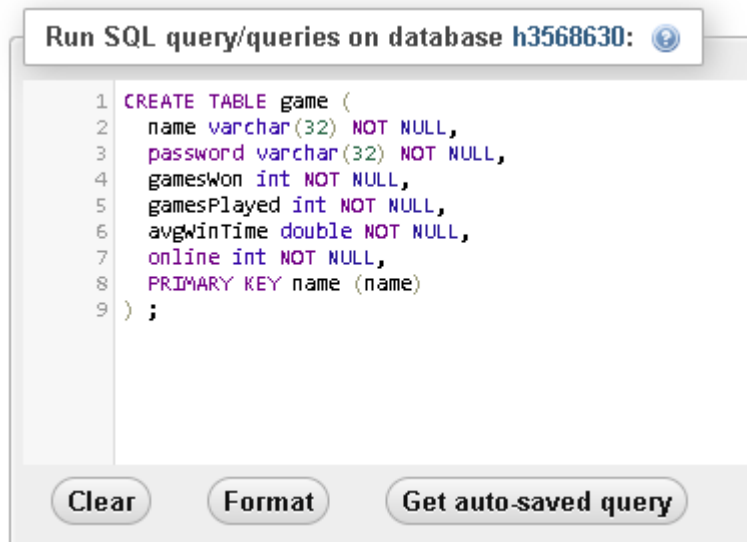 Run SQL query/queries on database h3568630:
1 CREATE TABLE game (
2 name varchar(32) NOT NULL,
3 password varchar(32) NOT NULL,
4 gamesWon int NOT NULL,
5 gamesPlayed int NOT NULL,
6 avgWinTime double NOT NULL,
7 online int NOT NULL,
8 PRIMARY KEY name (name)
9 ) ;
Clear Format Get auto-saved query